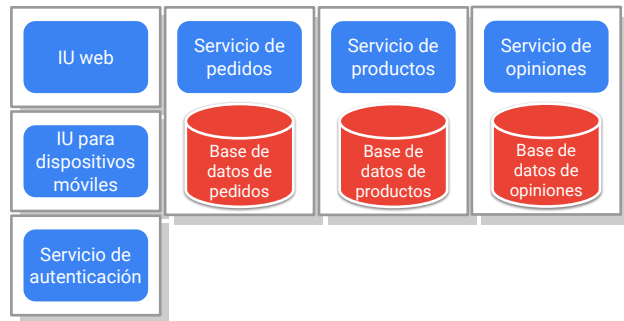 IU web
Servicio de
pedidos
Servicio de
productos
Servicio de
opiniones
IU para
dispositivos
móviles
Base de
datos de
pedidos
Base de
datos de
productos
Base de
datos de
opiniones
Servicio de
autenticación